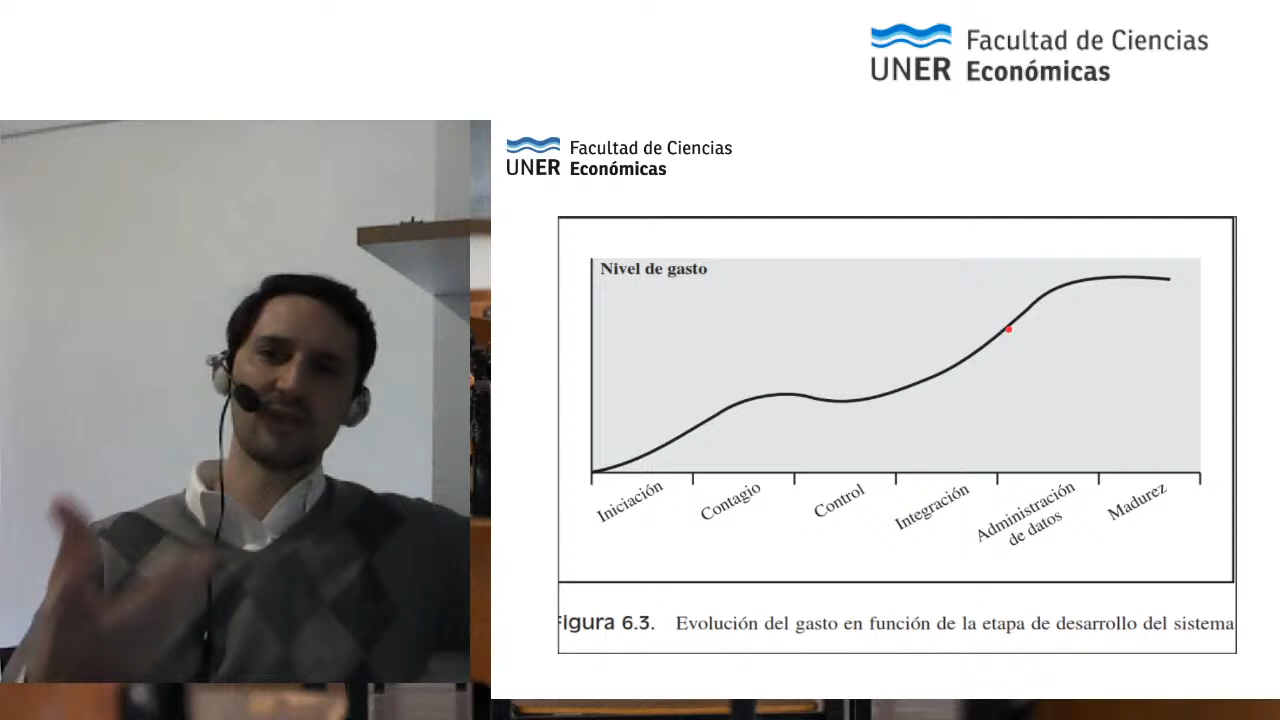 Facultad de Ciencias
UNER Económicas
Facultad de Ciencias
UNER Económicas
Nivel de gasto
Iniciación
Contagio
Control
Integración
Administración
de datos
Madurez
Figura 6.3. Evolución del gasto en función de la etapa de desarrollo del sistema